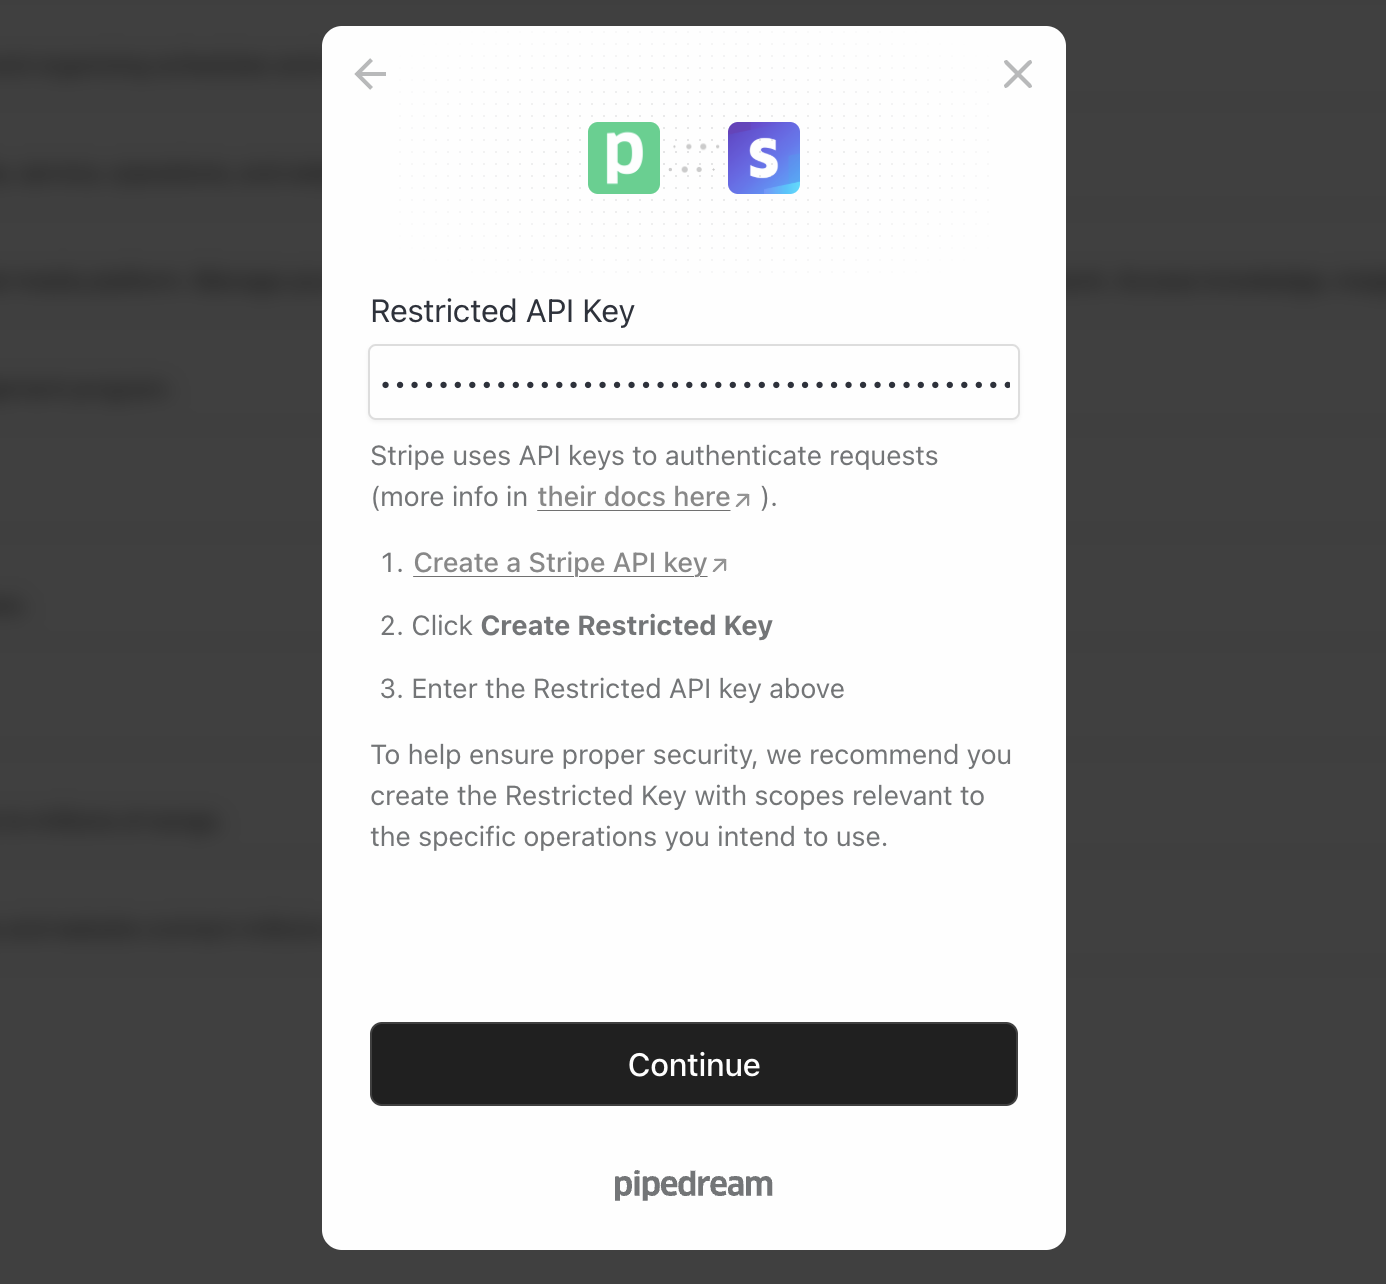 p s
Restricted API Key
••••••••••••••••••••••••••••••••••••••••••••
Stripe uses API keys to authenticate requests
(more info in their docs here ).
1. Create a Stripe API key
2. Click Create Restricted Key
3. Enter the Restricted API key above
To help ensure proper security, we recommend you
create the Restricted Key with scopes relevant to
the specific operations you intend to use.
Continue
pipedream